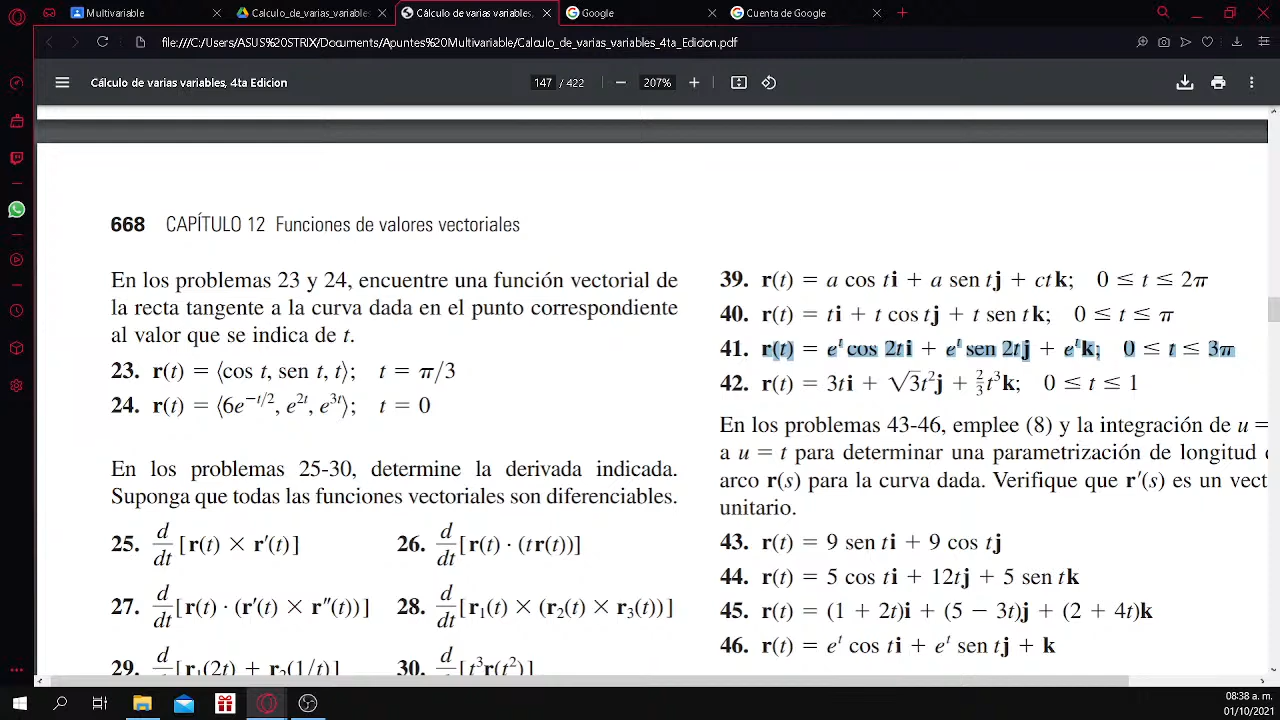 Multivariable
Calculo_de_varias_variables_
Cálculo de varias variables,
Google
Cuenta de Google
file:///C:/Users/ASUS%20STRIX/Documents/Apuntes%20Multivariable/Calculo_de_varias_variables_4ta_Edicion.pdf
Cálculo de varias variables, 4ta Edicion
147 / 422
207%
668 CAPÍTULO 12 Funciones de valores vectoriales
En los problemas 23 y 24, encuentre una función vectorial de
la recta tangente a la curva dada en el punto correspondiente
al valor que se indica de t.
23. r(t) = ⟨cos t, sen t, t⟩; t = π/3
24. r(t) = ⟨6e^{−t/2}, e^{2t}, e^{3t}⟩; t = 0
En los problemas 25-30, determine la derivada indicada.
Suponga que todas las funciones vectoriales son diferenciables.
25. d/dt [r(t) × r′(t)]
26. d/dt [r(t) · (t r(t))]
27. d/dt [r(t) · (r′(t) × r″(t))]
28. d/dt [r₁(t) × (r₂(t) × r₃(t))]
29. d [r₁(2t) + r₂(1/t)]
30. d [t³r(t²)]
39. r(t) = a cos ti + a sen tj + ctk; 0 ≤ t ≤ 2π
40. r(t) = ti + t cos tj + t sen tk; 0 ≤ t ≤ π
41. r(t) = e^t cos 2ti + e^t sen 2tj + e^t k; 0 ≤ t ≤ 3π
42. r(t) = 3ti + √3t²j + ⅔t³k; 0 ≤ t ≤ 1
En los problemas 43-46, emplee (8) y la integración de u =
a u = t para determinar una parametrización de longitud
arco r(s) para la curva dada. Verifique que r′(s) es un vect
unitario.
43. r(t) = 9 sen ti + 9 cos tj
44. r(t) = 5 cos ti + 12tj + 5 sen tk
45. r(t) = (1 + 2t)i + (5 − 3t)j + (2 + 4t)k
46. r(t) = e^t cos ti + e^t sen tj + k
08:38 a. m.
01/10/2021